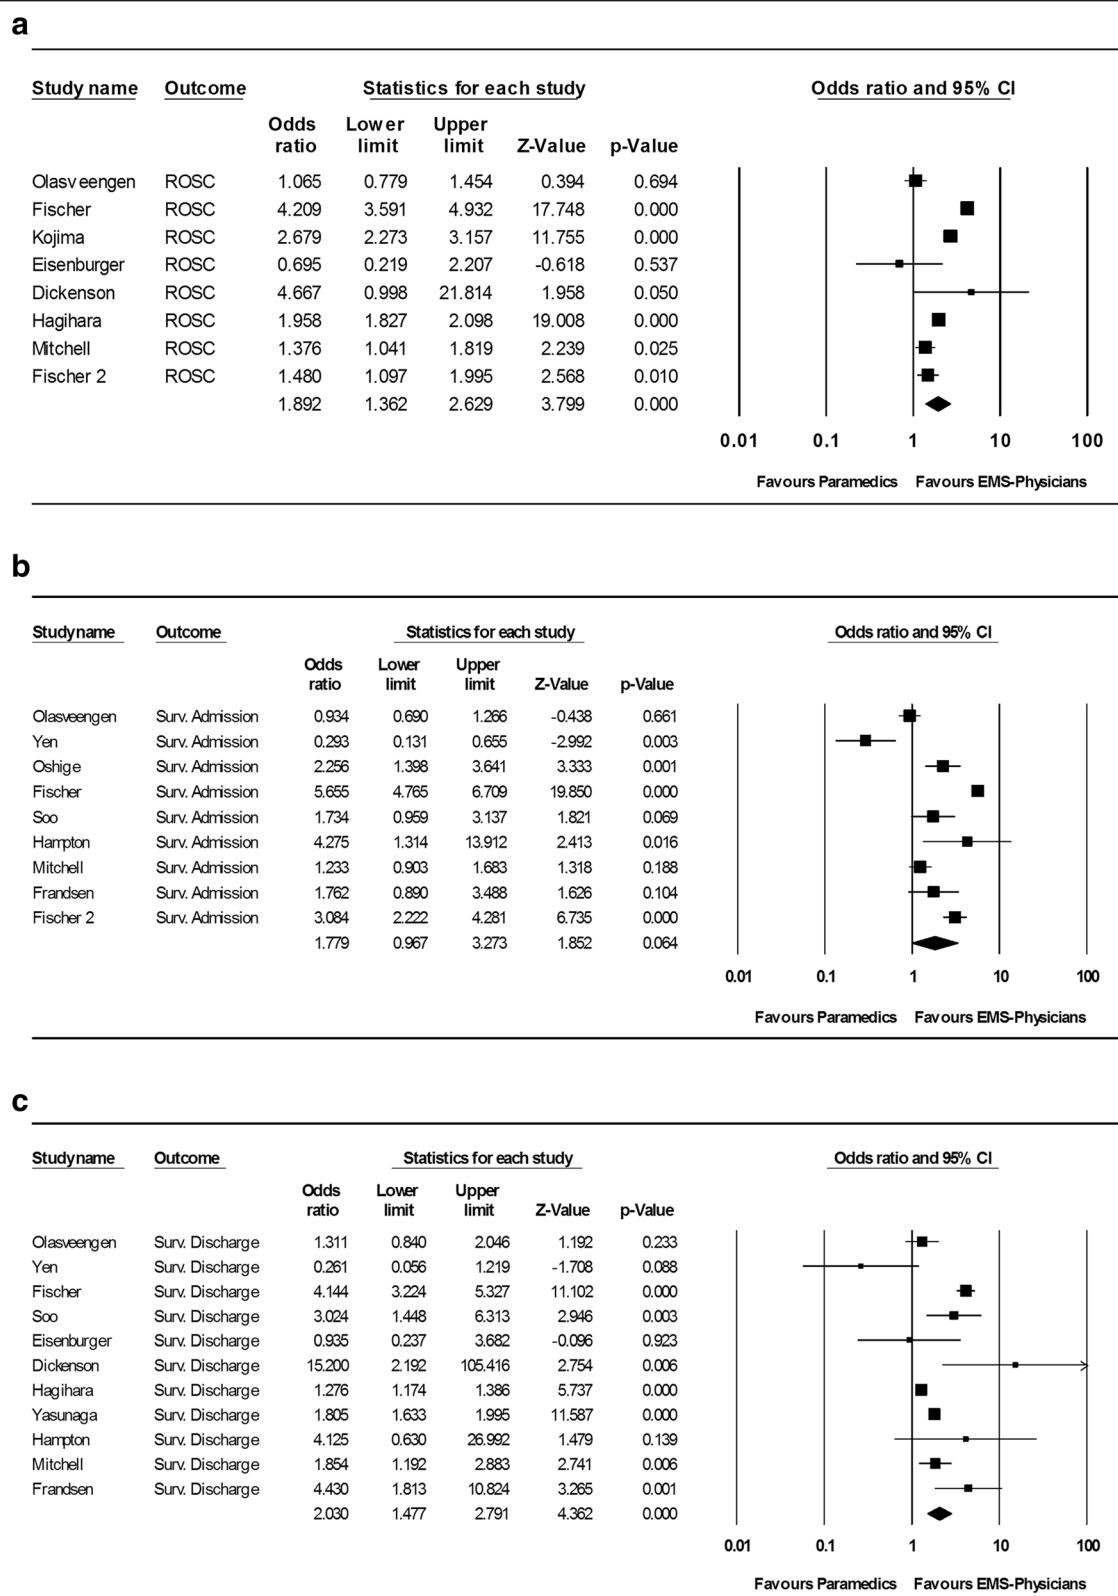 a
Study name Outcome Statistics for each study Odds ratio and 95% CI
Odds Lower Upper
ratio limit limit Z-Value p-Value
Olasveengen ROSC 1.065 0.779 1.454 0.394 0.694
Fischer ROSC 4.209 3.591 4.932 17.748 0.000
Kojima ROSC 2.679 2.273 3.157 11.755 0.000
Eisenburger ROSC 0.695 0.219 2.207 -0.618 0.537
Dickenson ROSC 4.667 0.998 21.814 1.958 0.050
Hagihara ROSC 1.958 1.827 2.098 19.008 0.000
Mitchell ROSC 1.376 1.041 1.819 2.239 0.025
Fischer 2 ROSC 1.480 1.097 1.995 2.568 0.010
1.892 1.362 2.629 3.799 0.000
0.01 0.1 1 10 100
Favours Paramedics Favours EMS-Physicians
b
Studyname Outcome Statistics for each study Odds ratio and 95% CI
Odds Lower Upper
ratio limit limit Z-Value p-Value
Olasveengen Surv. Admission 0.934 0.690 1.266 -0.438 0.661
Yen Surv. Admission 0.293 0.131 0.655 -2.992 0.003
Oshige Surv. Admission 2.256 1.398 3.641 3.333 0.001
Fischer Surv. Admission 5.655 4.765 6.709 19.850 0.000
Soo Surv. Admission 1.734 0.959 3.137 1.821 0.069
Hampton Surv. Admission 4.275 1.314 13.912 2.413 0.016
Mitchell Surv. Admission 1.233 0.903 1.683 1.318 0.188
Frandsen Surv. Admission 1.762 0.890 3.488 1.626 0.104
Fischer 2 Surv. Admission 3.084 2.222 4.281 6.735 0.000
1.779 0.967 3.273 1.852 0.064
0.01 0.1 1 10 100
Favours Paramedics Favours EMS-Physicians
c
Studyname Outcome Statistics for each study Odds ratio and 95% CI
Odds Lower Upper
ratio limit limit Z-Value p-Value
Olasveengen Surv. Discharge 1.311 0.840 2.046 1.192 0.233
Yen Surv. Discharge 0.261 0.056 1.219 -1.708 0.088
Fischer Surv. Discharge 4.144 3.224 5.327 11.102 0.000
Soo Surv. Discharge 3.024 1.448 6.313 2.946 0.003
Eisenburger Surv. Discharge 0.935 0.237 3.682 -0.096 0.923
Dickenson Surv. Discharge 15.200 2.192 105.416 2.754 0.006
Hagihara Surv. Discharge 1.276 1.174 1.386 5.737 0.000
Yasunaga Surv. Discharge 1.805 1.633 1.995 11.587 0.000
Hampton Surv. Discharge 4.125 0.630 26.992 1.479 0.139
Mitchell Surv. Discharge 1.854 1.192 2.883 2.741 0.006
Frandsen Surv. Discharge 4.430 1.813 10.824 3.265 0.001
2.030 1.477 2.791 4.362 0.000
0.01 0.1 1 10 100
Favours Paramedics Favours EMS-Physicians